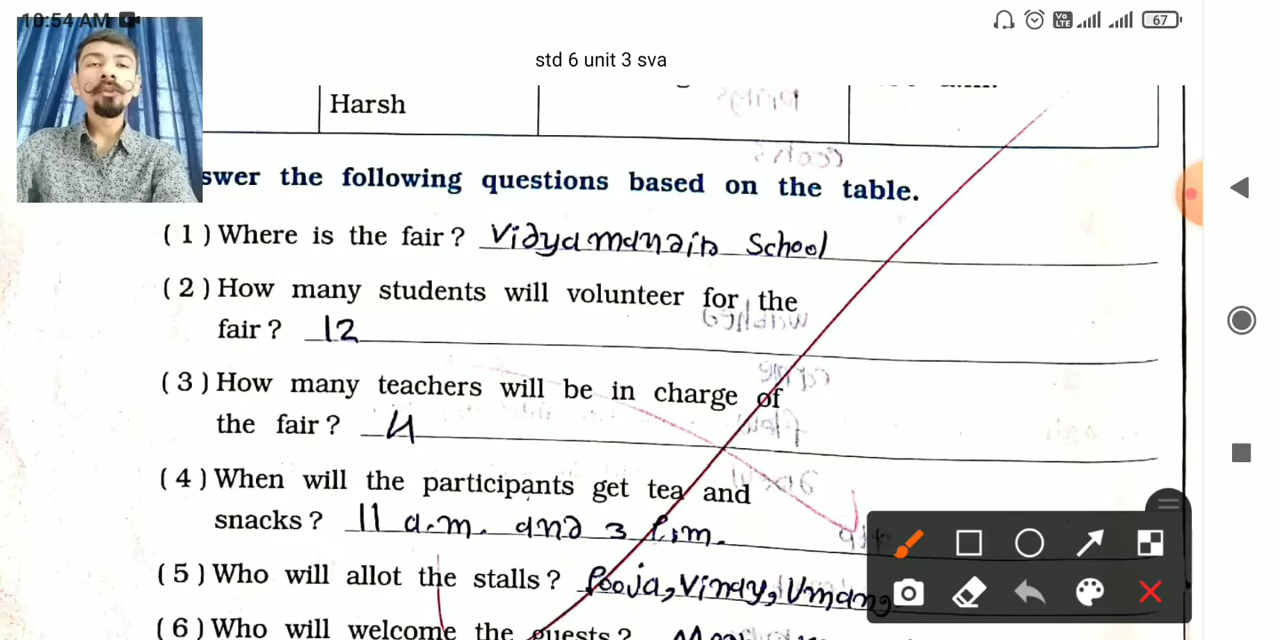 10:54 AM
Vo LTE
67
std 6 unit 3 sva
Harsh
swer the following questions based on the table.
( 1 ) Where is the fair ? Vidyamandir School
( 2 ) How many students will volunteer for the
fair ? 12
( 3 ) How many teachers will be in charge of
the fair ? 4
( 4 ) When will the participants get tea and
snacks ? 11 a.m. and 3 p.m.
( 5 ) Who will allot the stalls ? Pooja, Vinay, Umang
( 6 ) Who will welcome the guests ?